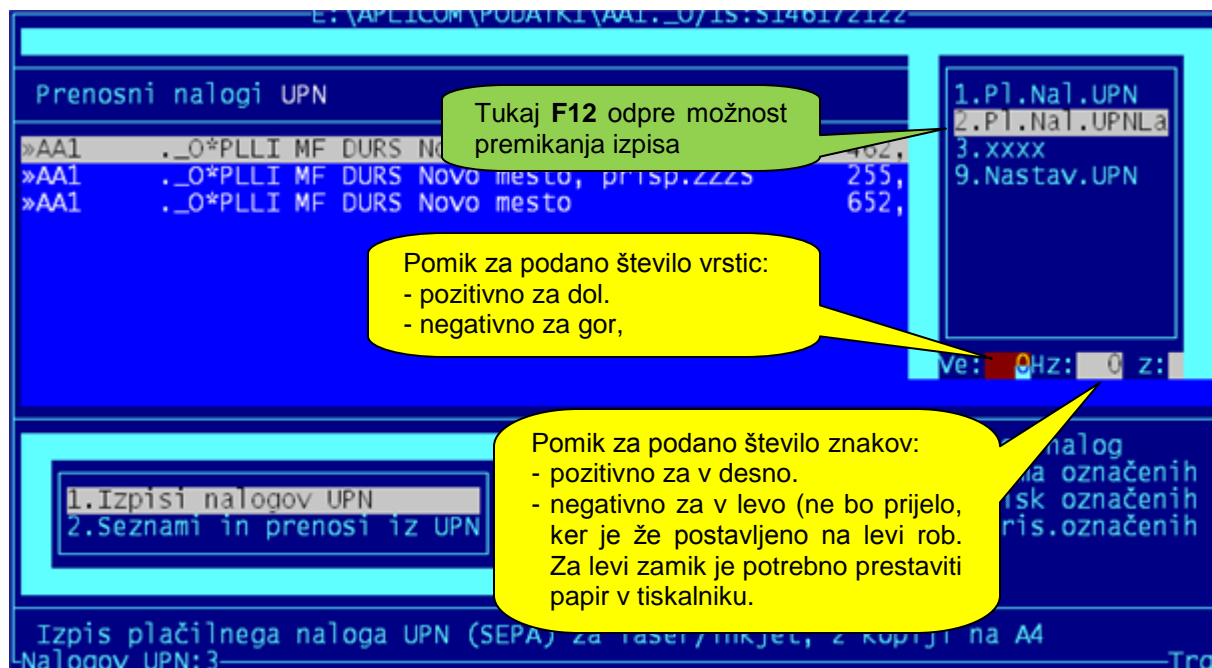 E:\APLICOM\PODATKI\AA1._O/IS:S146172122
Prenosni nalogi UPN
Tukaj F12 odpre možnost
premikanja izpisa
1.Pl.Nal.UPN
2.Pl.Nal.UPNLa
3.xxxx
9.Nastav.UPN
»AA1 ._O*PLLI MF DURS No 462,
»AA1 ._O*PLLI MF DURS Novo mesto, prisp.ZZZS 255,
»AA1 ._O*PLLI MF DURS Novo mesto 652,
Pomik za podano število vrstic:
- pozitivno za dol.
- negativno za gor,
Ve: 0Hz: 0 z:
Pomik za podano število znakov:
- pozitivno za v desno.
- negativno za v levo (ne bo prijelo,
ker je že postavljeno na levi rob.
Za levi zamik je potrebno prestaviti
papir v tiskalniku.
nalog
označenih
isk označenih
ris.označenih
1.Izpisi nalogov UPN
2.Seznami in prenosi iz UPN
Izpis plačilnega naloga UPN (SEPA) za laser/inkjet, 2 kopiji na A4
Nalogov UPN:3